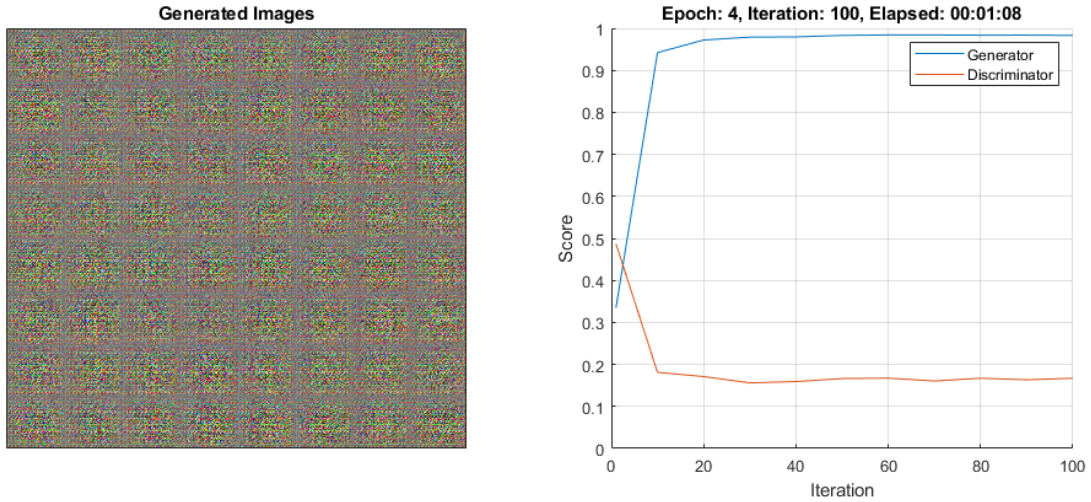 Generated Images
Epoch: 4, Iteration: 100, Elapsed: 00:01:08
Generator
Discriminator
Score
1
0.9
0.8
0.7
0.6
0.5
0.4
0.3
0.2
0.1
0
0 20 40 60 80 100
Iteration